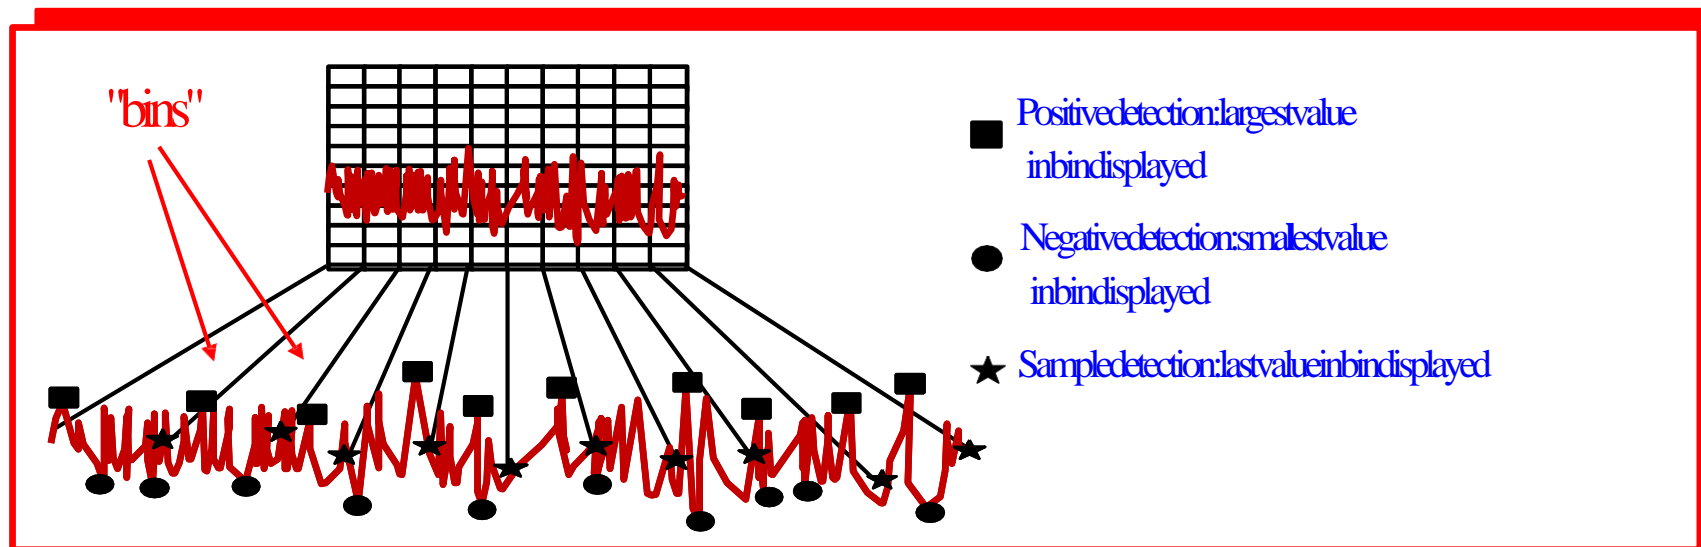 "bins"
Positivedetection:largestvalue
inbindisplayed
Negativedetection:smallestvalue
inbindisplayed
Sampledetection:lastvalueinbindisplayed